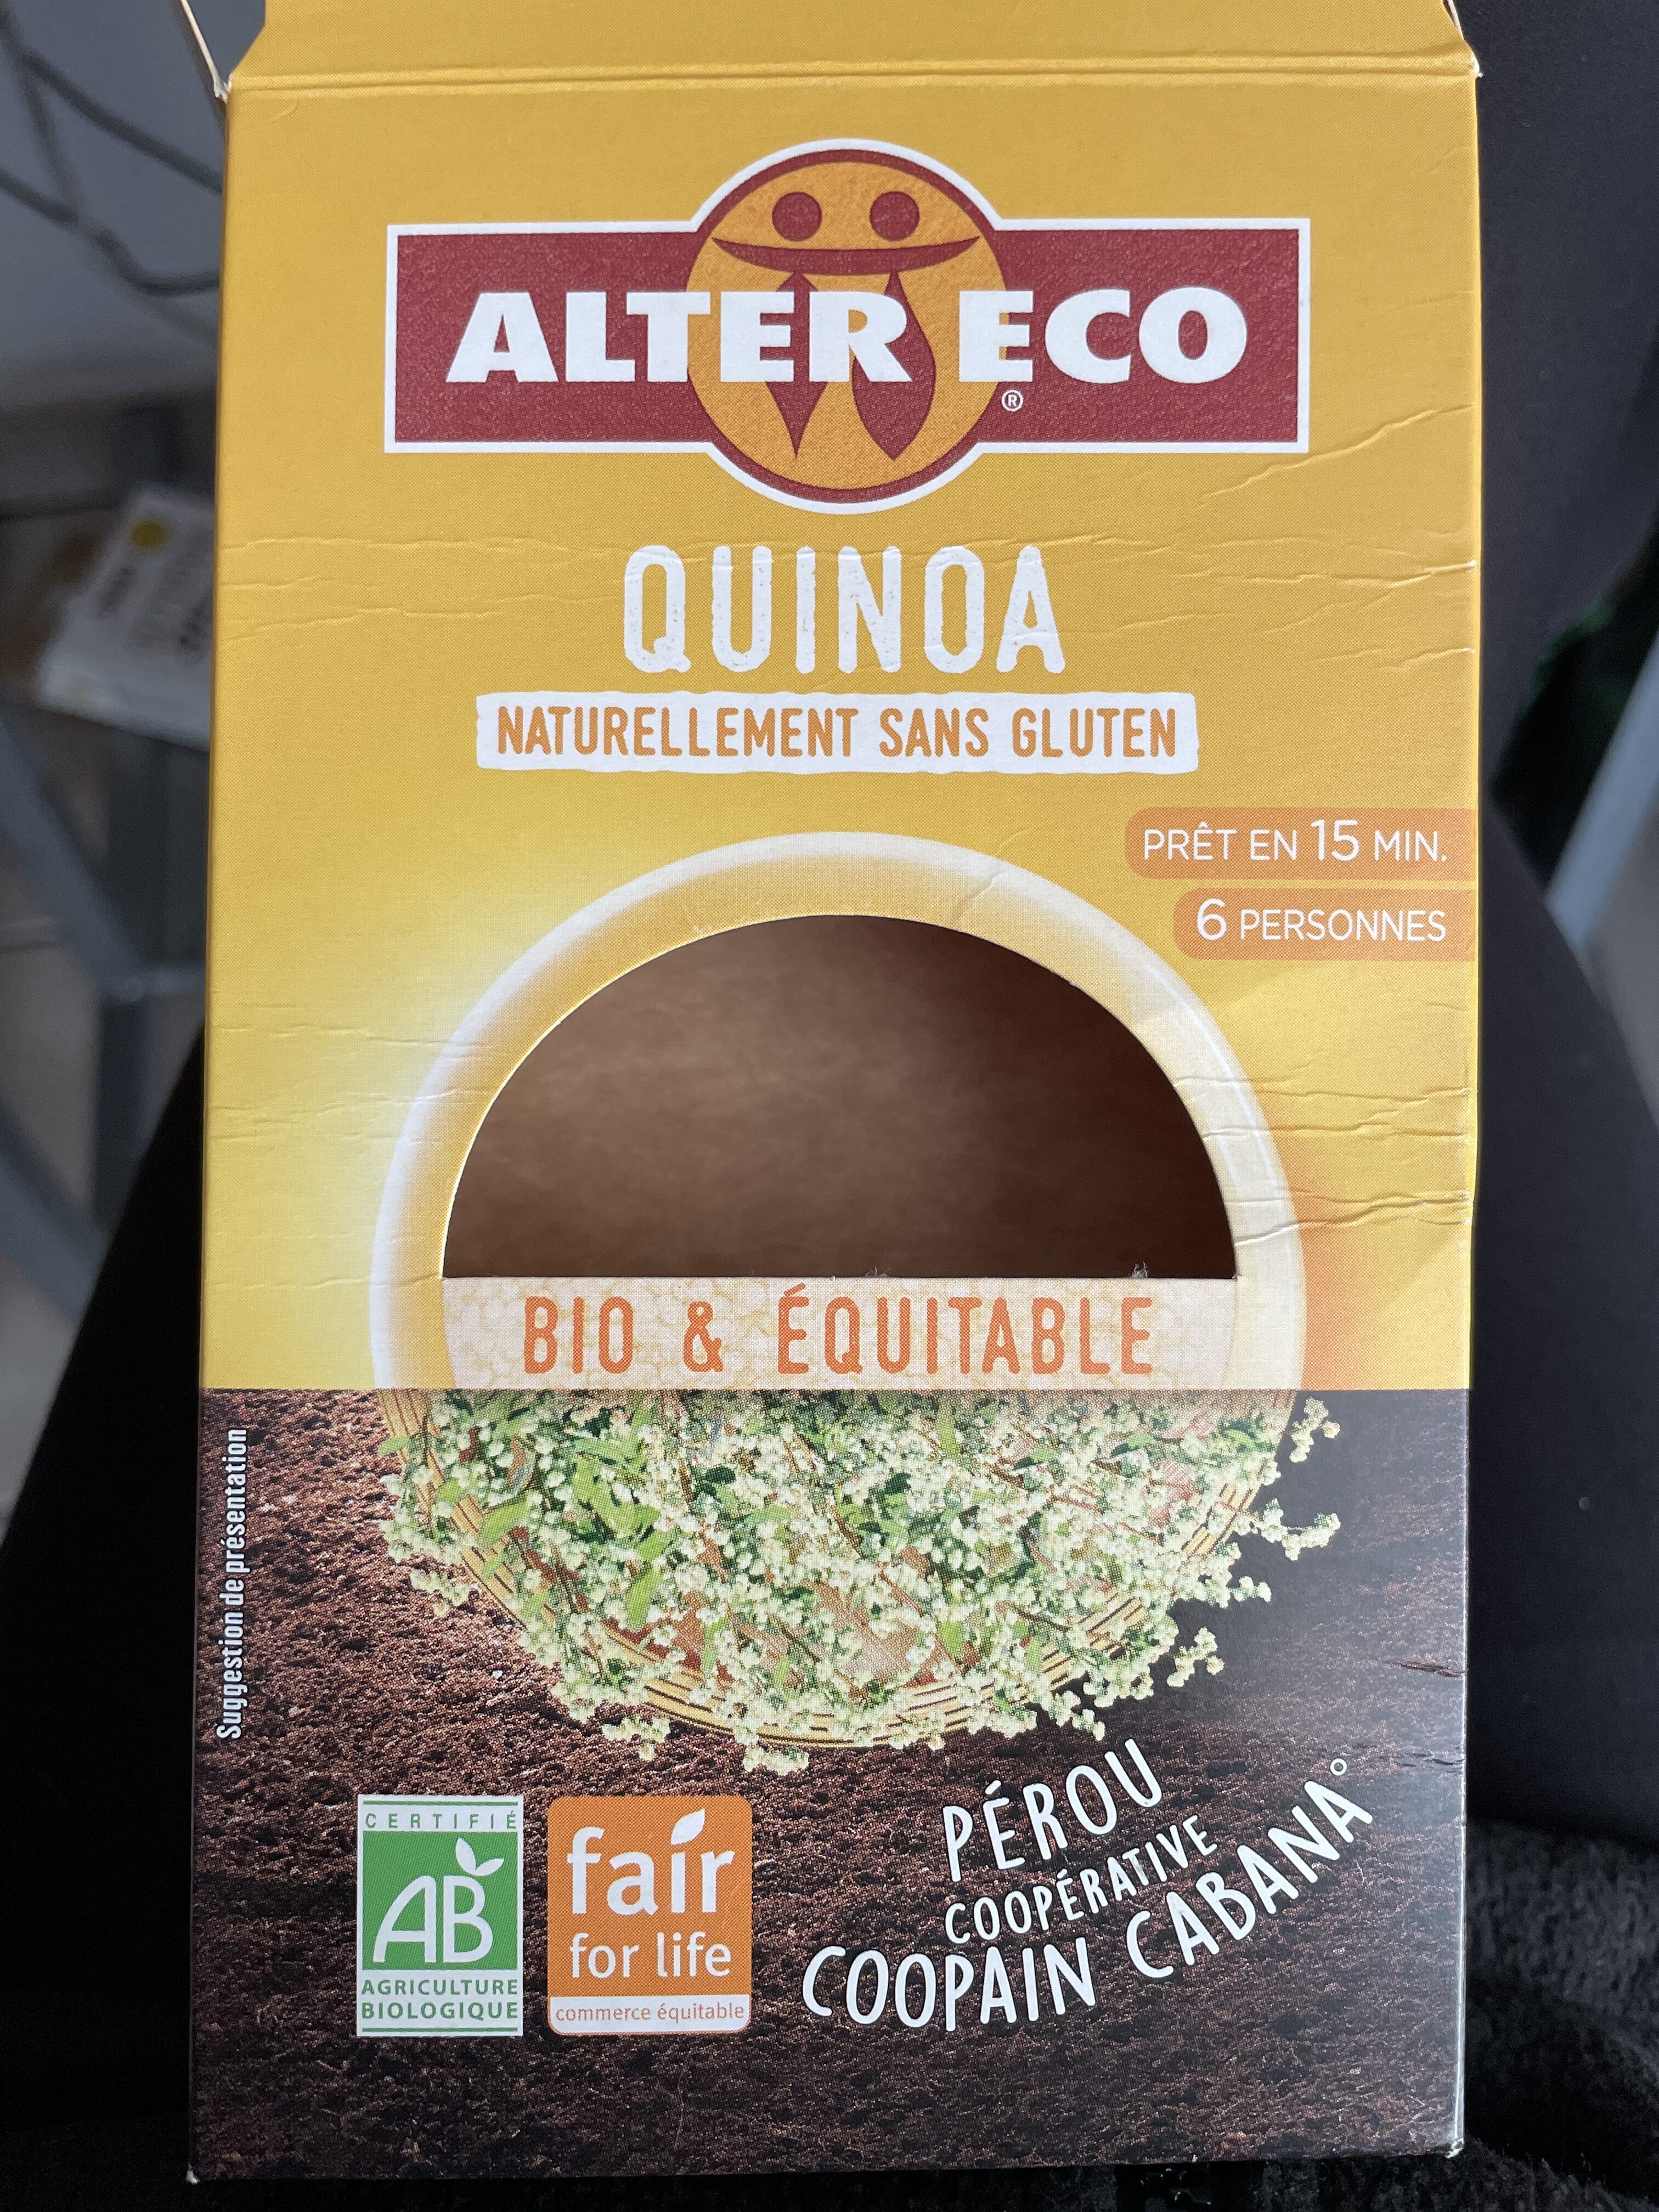 ALTER ECO
®
QUINOA
NATURELLEMENT SANS GLUTEN
PRÊT EN 15 MIN.
6 PERSONNES
BIO & ÉQUITABLE
Suggestion de présentation
CERTIFIÉ
AB
AGRICULTURE
BIOLOGIQUE
fair
for life
commerce équitable
PÉROU
COOPÉRATIVE
COOPAIN CABANA°